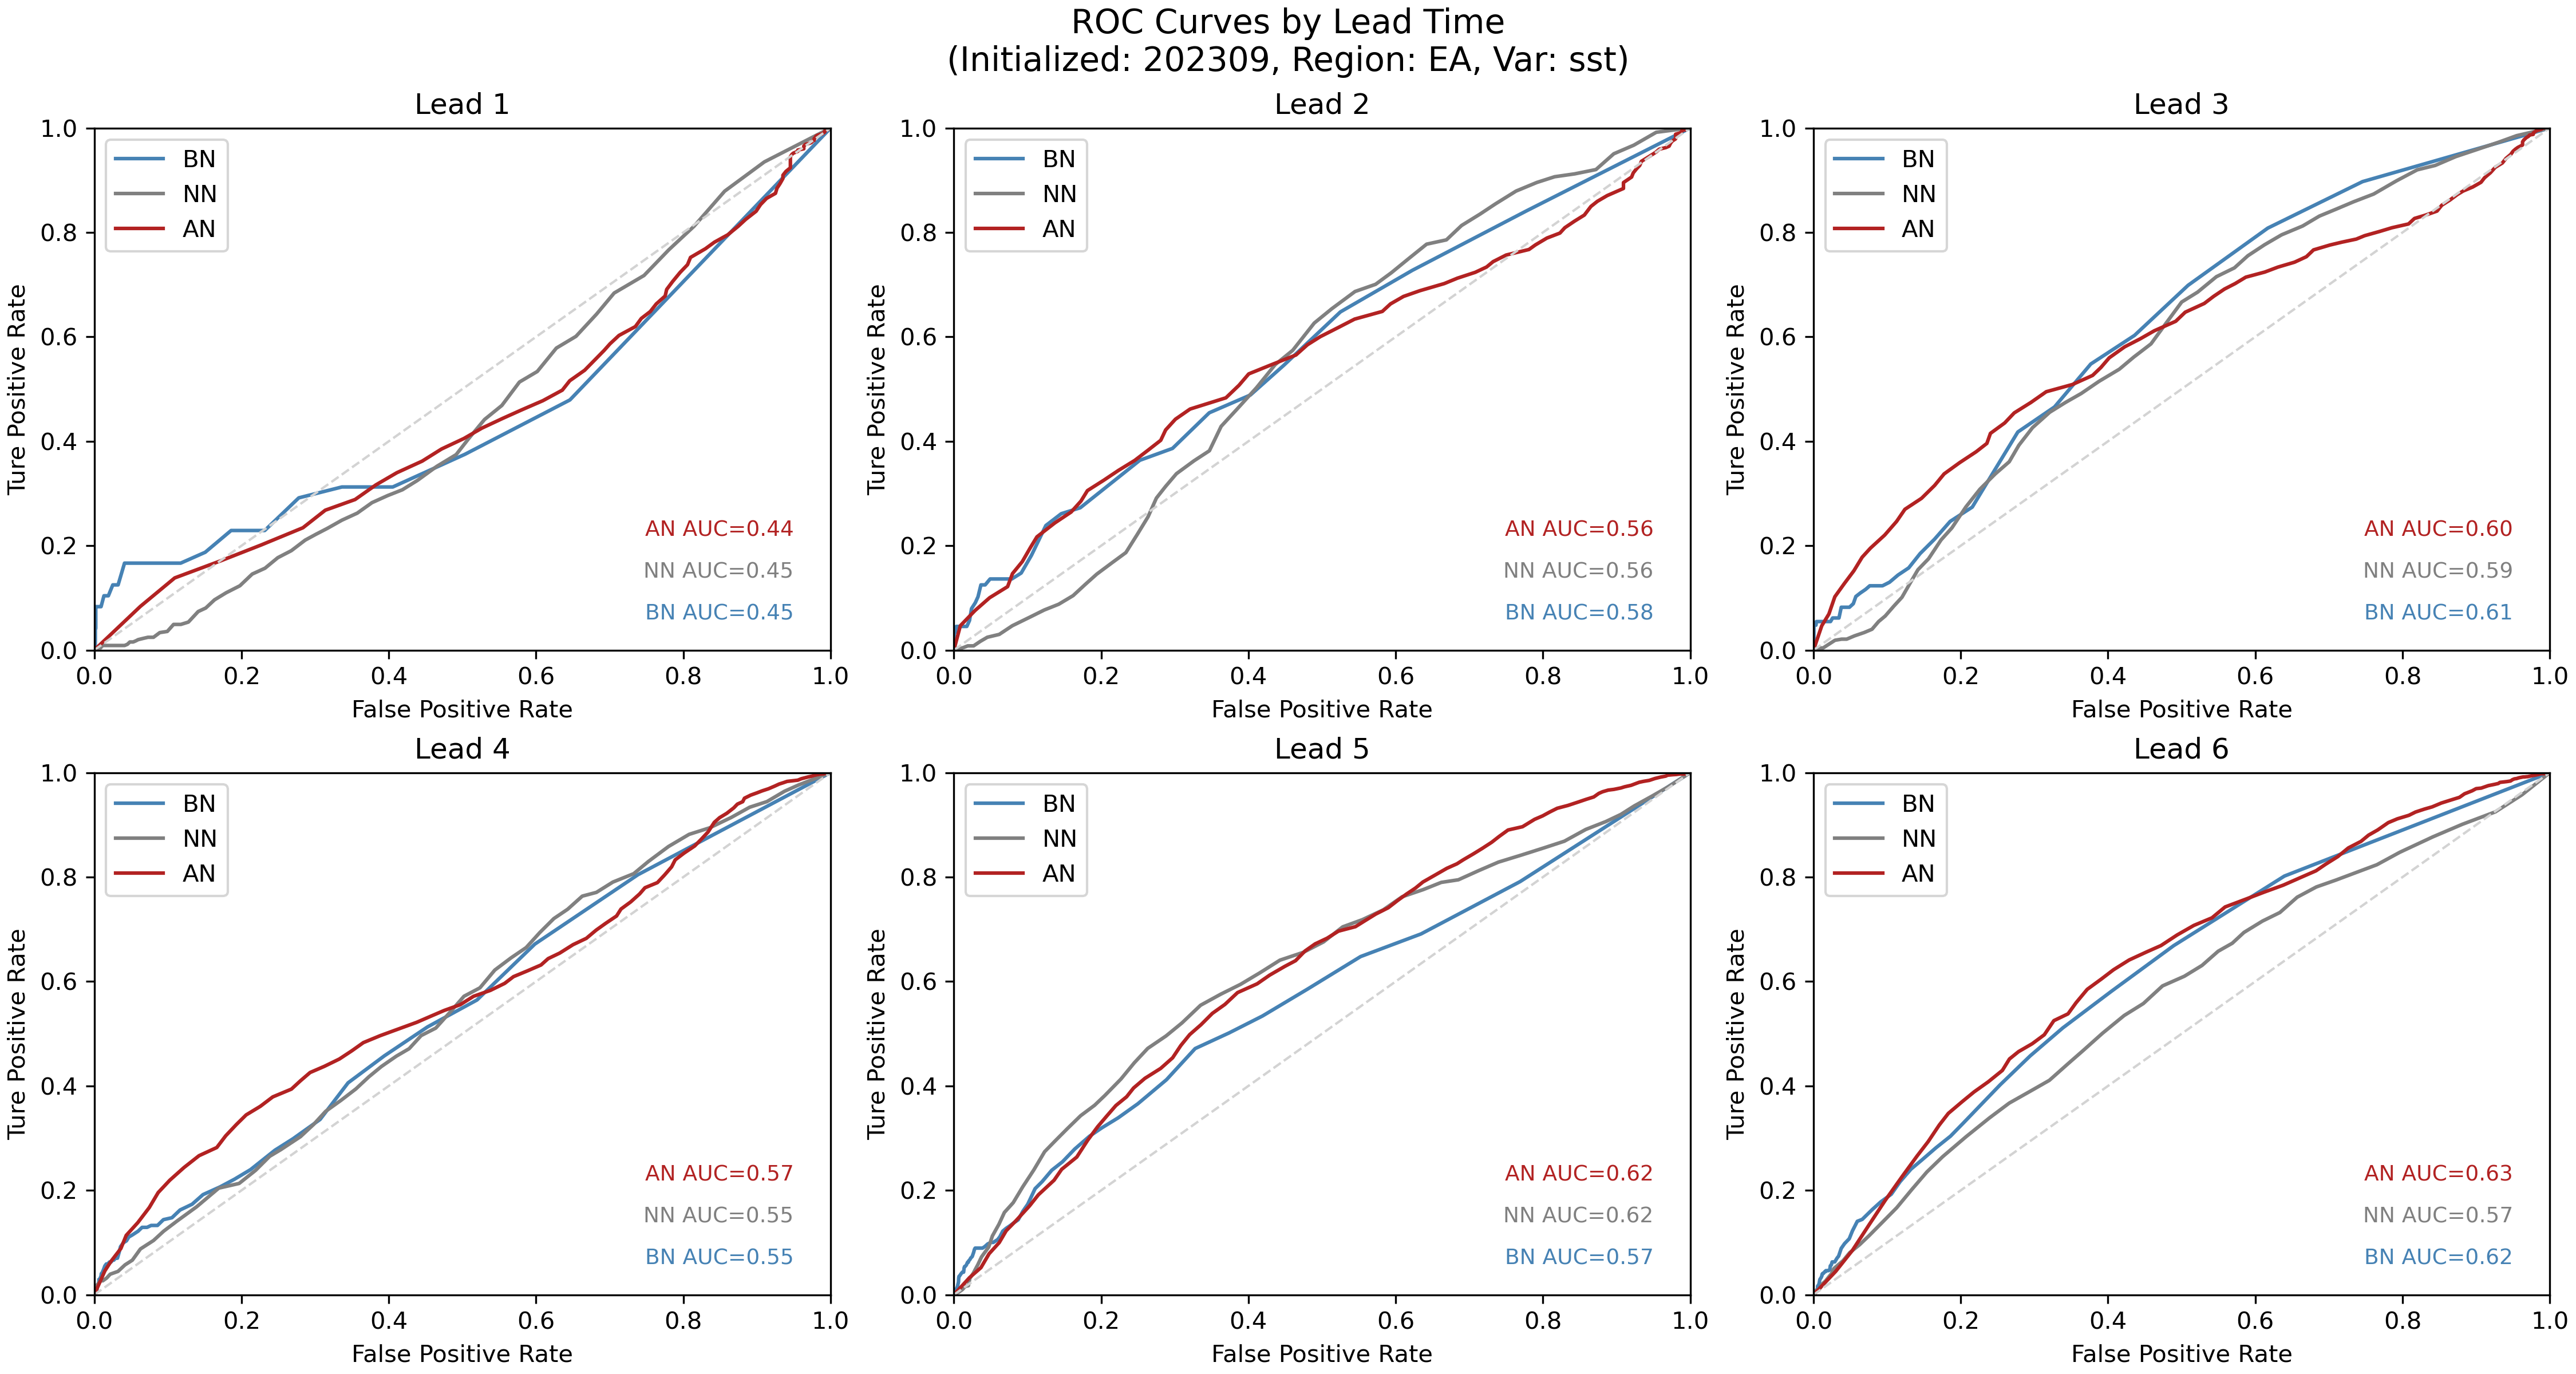 ROC Curves by Lead Time
(Initialized: 202309, Region: EA, Var: sst)
Lead 1
1.0
0.8
0.6
0.4
0.2
0.0
Ture Positive Rate
BN
NN
AN
AN AUC=0.44
NN AUC=0.45
BN AUC=0.45
0.0 0.2 0.4 0.6 0.8 1.0
False Positive Rate
Lead 2
1.0
0.8
0.6
0.4
0.2
0.0
Ture Positive Rate
BN
NN
AN
AN AUC=0.56
NN AUC=0.56
BN AUC=0.58
0.0 0.2 0.4 0.6 0.8 1.0
False Positive Rate
Lead 3
1.0
0.8
0.6
0.4
0.2
0.0
Ture Positive Rate
BN
NN
AN
AN AUC=0.60
NN AUC=0.59
BN AUC=0.61
0.0 0.2 0.4 0.6 0.8 1.0
False Positive Rate
Lead 4
1.0
0.8
0.6
0.4
0.2
0.0
Ture Positive Rate
BN
NN
AN
AN AUC=0.57
NN AUC=0.55
BN AUC=0.55
0.0 0.2 0.4 0.6 0.8 1.0
False Positive Rate
Lead 5
1.0
0.8
0.6
0.4
0.2
0.0
Ture Positive Rate
BN
NN
AN
AN AUC=0.62
NN AUC=0.62
BN AUC=0.57
0.0 0.2 0.4 0.6 0.8 1.0
False Positive Rate
Lead 6
1.0
0.8
0.6
0.4
0.2
0.0
Ture Positive Rate
BN
NN
AN
AN AUC=0.63
NN AUC=0.57
BN AUC=0.62
0.0 0.2 0.4 0.6 0.8 1.0
False Positive Rate